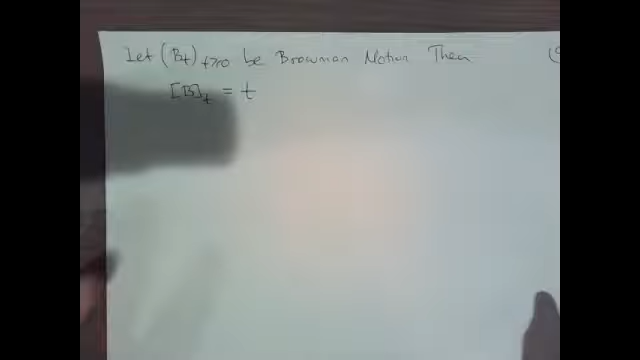 Let (Bt)t≥0 be Brownian Motion Then
[B]t = t